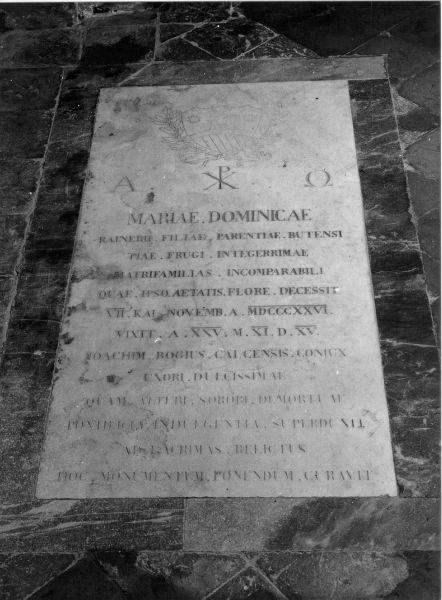 Α ☧ Ω
MARIAE . DOMINICAE
RAINERII . FILIAE . PARENTIAE . BUTENSI
PIAE . FRUGI . INTEGERRIMAE
MATRIFAMILIAS . INCOMPARABILI
QUAE . IPSO . AETATIS . FLORE . DECESSIT
VII . KAL . NOVEMB . A . MDCCCXXVI .
VIXIT . A . XXV . M . XI . D . XV .
JOACHIM . ROGIUS . CALCENSIS . CONIUX
UXORI . DULCISSIMAE
QUAM . ALTERI . SORORI . DEMORTUAE
PONTIFICIA . INDULGENTIA . SUPERDUXIT
AD . LACRIMAS . RELICTUS
HOC . MONUMENTUM . PONENDUM . CURAVIT